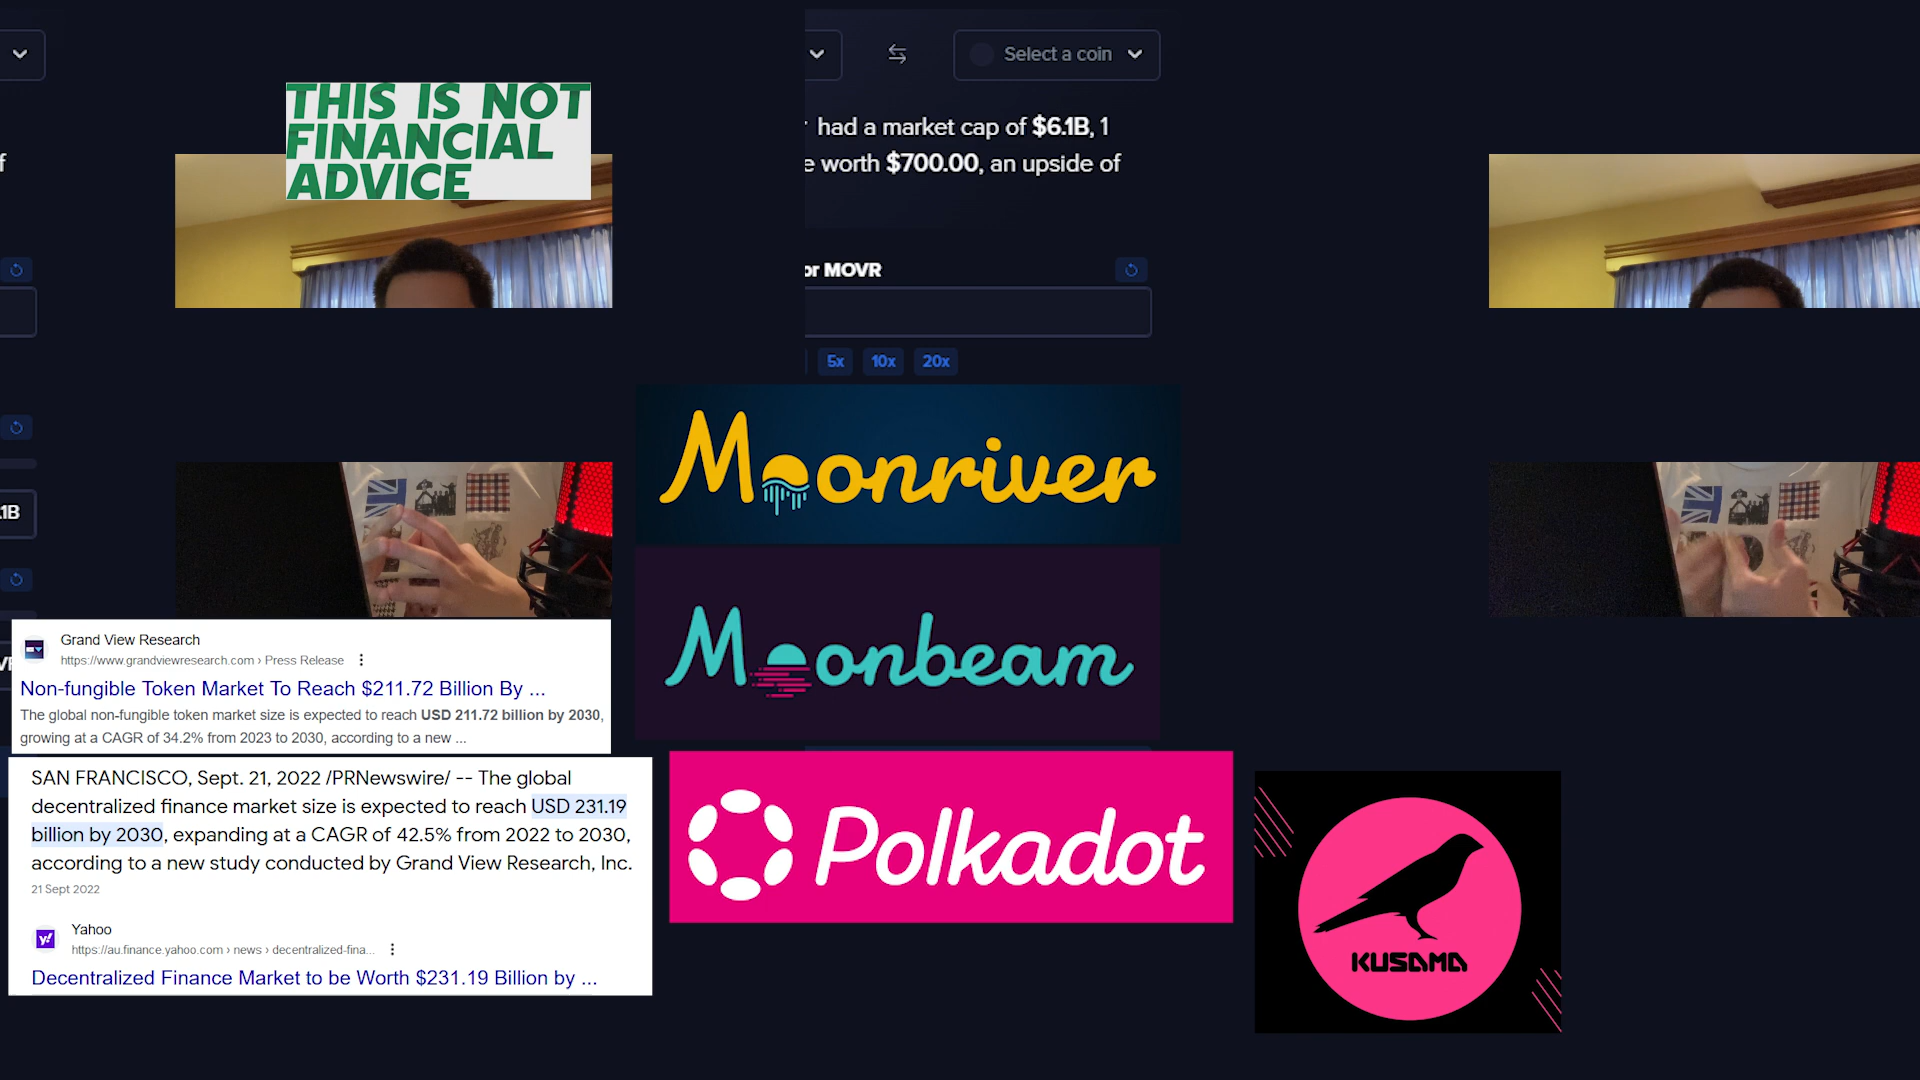 Select a coin
THIS IS NOT
FINANCIAL
ADVICE
had a market cap of $6.1B, 1
worth $700.00, an upside of
or MOVR
5x 10x 20x
Moonriver
1B
Moonbeam
Grand View Research
https://www.grandviewresearch.com › Press Release
Non-fungible Token Market To Reach $211.72 Billion By ...
The global non-fungible token market size is expected to reach USD 211.72 billion by 2030,
growing at a CAGR of 34.2% from 2023 to 2030, according to a new ...
SAN FRANCISCO, Sept. 21, 2022 /PRNewswire/ -- The global
decentralized finance market size is expected to reach USD 231.19
billion by 2030, expanding at a CAGR of 42.5% from 2022 to 2030,
according to a new study conducted by Grand View Research, Inc.
21 Sept 2022
Yahoo
https://au.finance.yahoo.com › news › decentralized-fina...
Decentralized Finance Market to be Worth $231.19 Billion by ...
Polkadot
KUSAMA